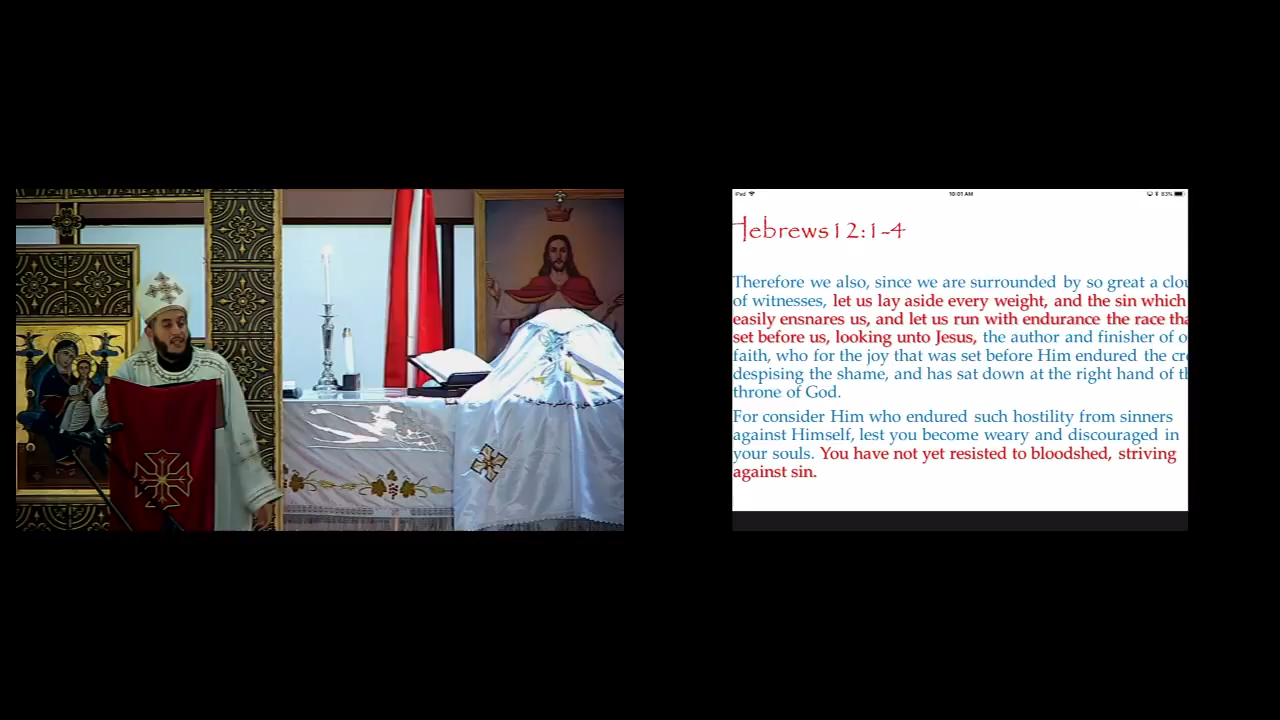 iPad
10:01 AM
83%
Hebrews 12:1-4
Therefore we also, since we are surrounded by so great a clou
of witnesses, let us lay aside every weight, and the sin which
easily ensnares us, and let us run with endurance the race tha
set before us, looking unto Jesus, the author and finisher of o
faith, who for the joy that was set before Him endured the cr
despising the shame, and has sat down at the right hand of th
throne of God.
For consider Him who endured such hostility from sinners
against Himself, lest you become weary and discouraged in
your souls. You have not yet resisted to bloodshed, striving
against sin.